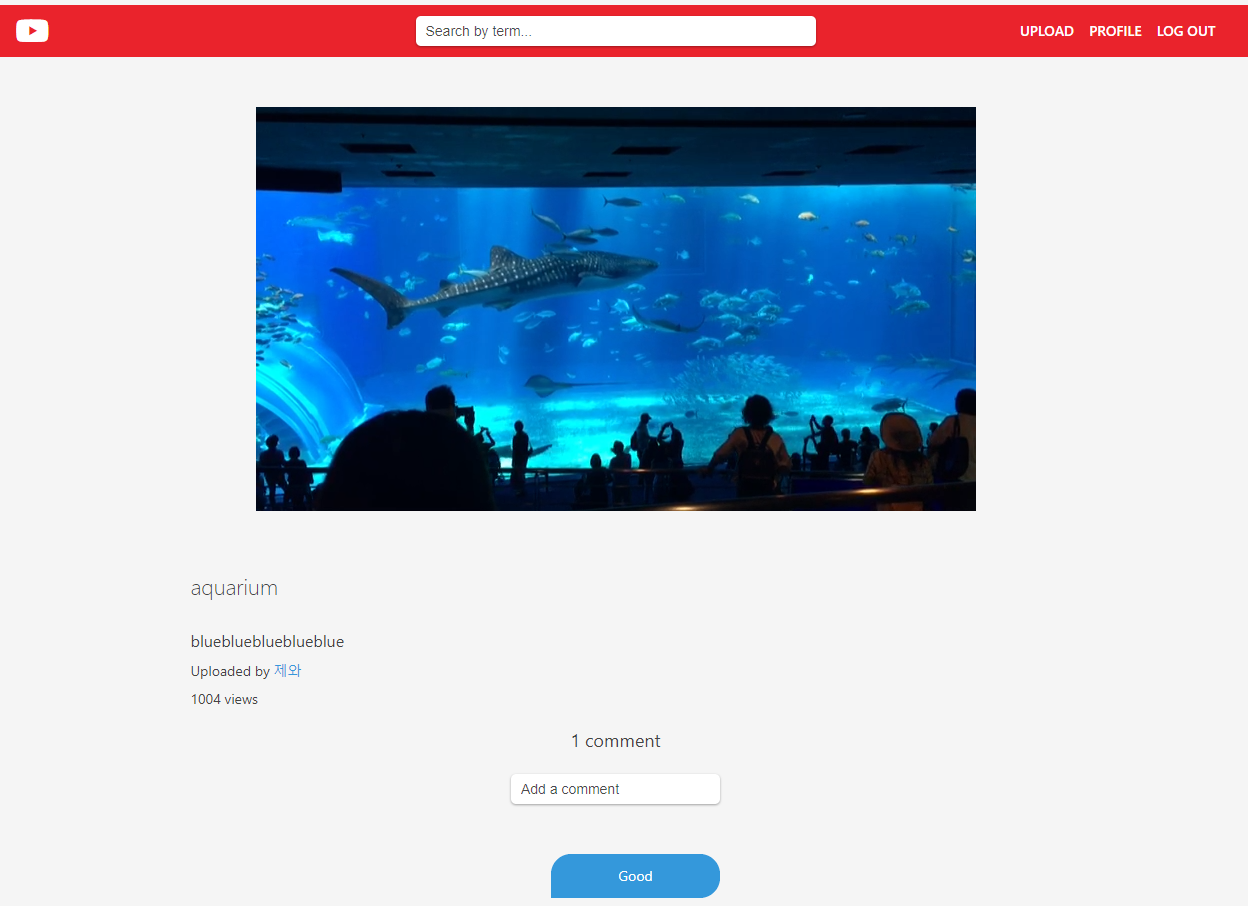 Search by term...
UPLOAD PROFILE LOG OUT
aquarium
blueblueblueblueblue
Uploaded by 제와
1004 views
1 comment
Add a comment
Good